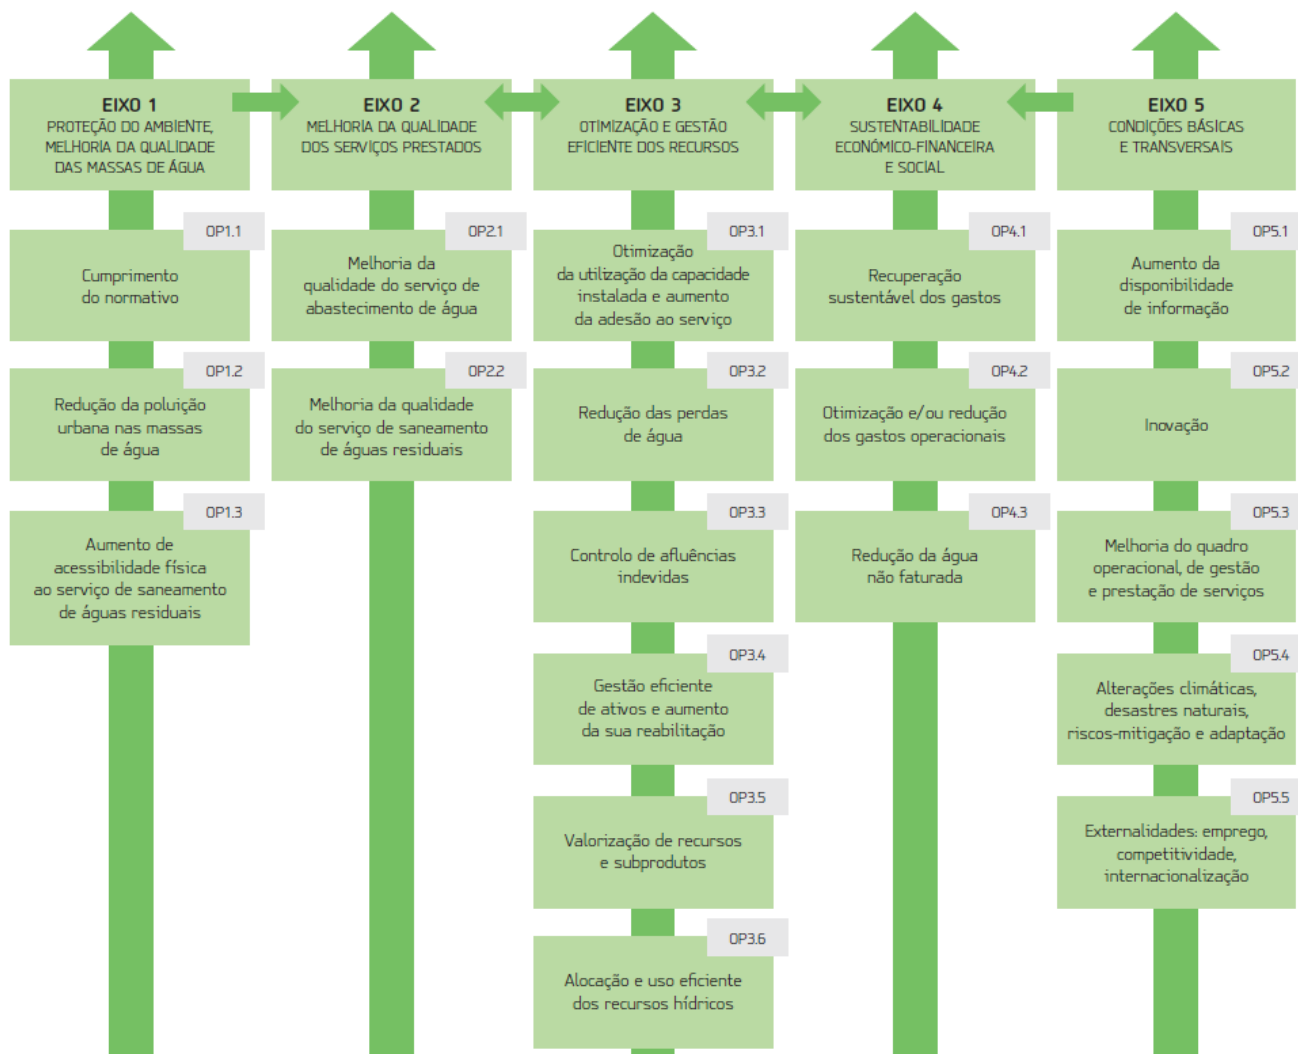 EIXO 1
PROTEÇÃO DO AMBIENTE,
MELHORIA DA QUALIDADE
DAS MASSAS DE ÁGUA
OP1.1
Cumprimento
do normativo
OP1.2
Redução da poluição
urbana nas massas
de água
OP1.3
Aumento de
acessibilidade física
ao serviço de saneamento
de águas residuais
EIXO 2
MELHORIA DA QUALIDADE
DOS SERVIÇOS PRESTADOS
OP2.1
Melhoria da
qualidade do serviço de
abastecimento de água
OP2.2
Melhoria da qualidade
do serviço de saneamento
de águas residuais
EIXO 3
OTIMIZAÇÃO E GESTÃO
EFICIENTE DOS RECURSOS
OP3.1
Otimização
da utilização da capacidade
instalada e aumento
da adesão ao serviço
OP3.2
Redução das perdas
de água
OP3.3
Controlo de afluências
indevidas
OP3.4
Gestão eficiente
de ativos e aumento
da sua reabilitação
OP3.5
Valorização de recursos
e subprodutos
OP3.6
Alocação e uso eficiente
dos recursos hídricos
EIXO 4
SUSTENTABILIDADE
ECONÓMICO-FINANCEIRA
E SOCIAL
OP4.1
Recuperação
sustentável dos gastos
OP4.2
Otimização e/ou redução
dos gastos operacionais
OP4.3
Redução da água
não faturada
EIXO 5
CONDIÇÕES BÁSICAS
E TRANSVERSAIS
OP5.1
Aumento da
disponibilidade
de informação
OP5.2
Inovação
OP5.3
Melhoria do quadro
operacional, de gestão
e prestação de serviços
OP5.4
Alterações climáticas,
desastres naturais,
riscos-mitigação e adaptação
OP5.5
Externalidades: emprego,
competitividade,
internacionalização